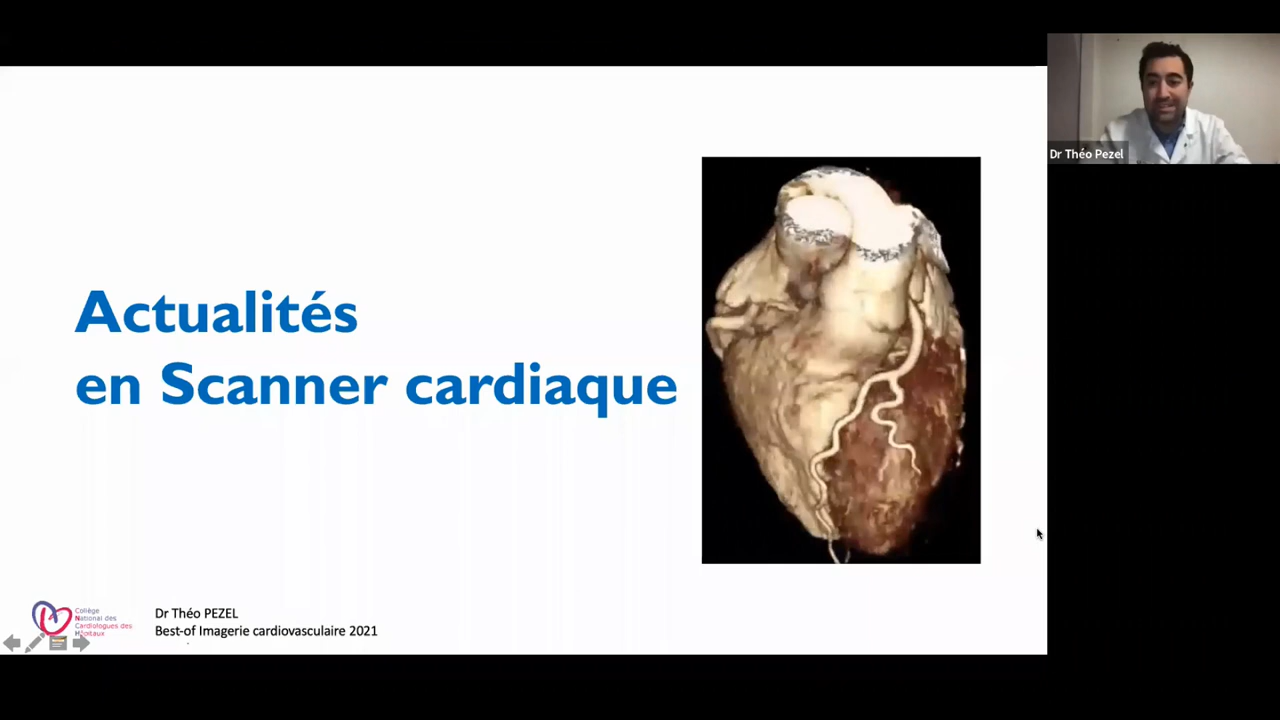 Dr Théo Pezel
Actualités
en Scanner cardiaque
Collège
National des
Cardiologues des
Hôpitaux
Dr Théo PEZEL
Best-of Imagerie cardiovasculaire 2021